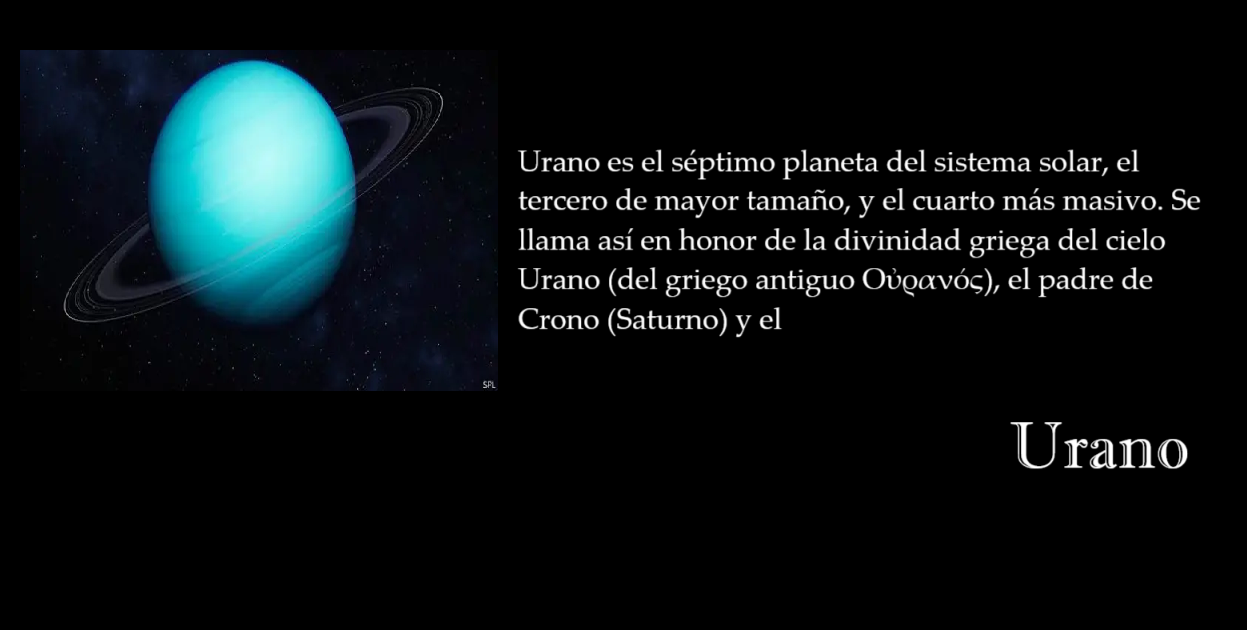 SPL
Urano es el séptimo planeta del sistema solar, el
tercero de mayor tamaño, y el cuarto más masivo. Se
llama así en honor de la divinidad griega del cielo
Urano (del griego antiguo Οὐρανός), el padre de
Crono (Saturno) y el
Urano